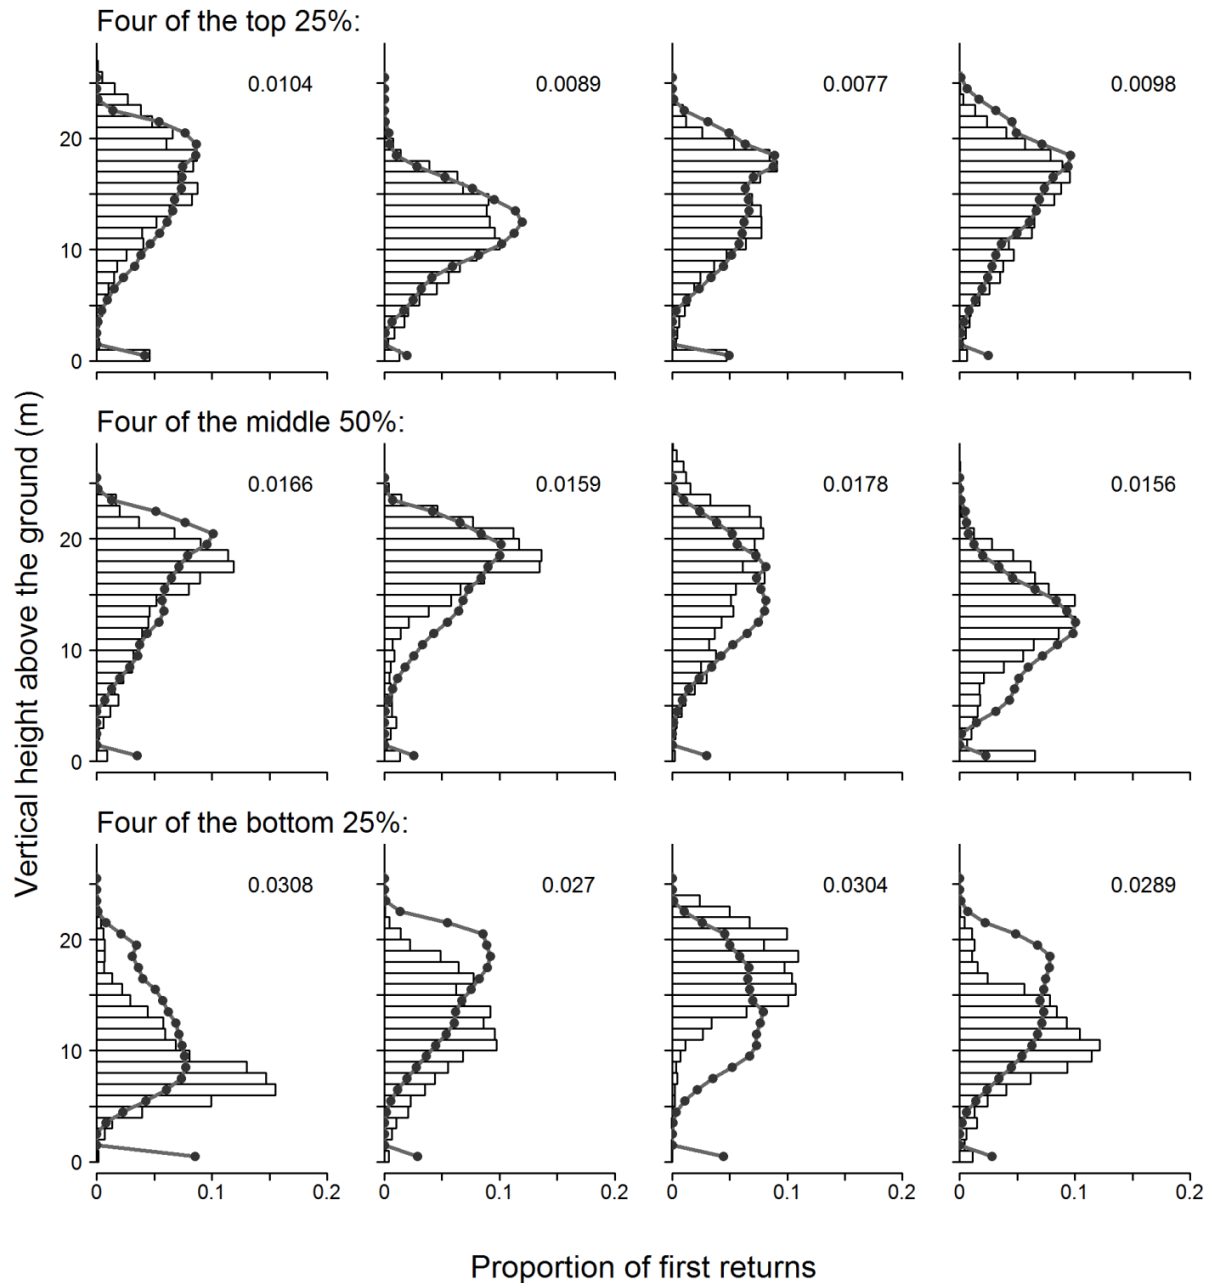 Four of the top 25%:
0.0104 0.0089 0.0077 0.0098
20
10
0
Four of the middle 50%:
0.0166 0.0159 0.0178 0.0156
20
10
0
Vertical height above the ground (m)
Four of the bottom 25%:
0.0308 0.027 0.0304 0.0289
20
10
0
0 0.1 0.2 0 0.1 0.2 0 0.1 0.2 0 0.1 0.2
Proportion of first returns